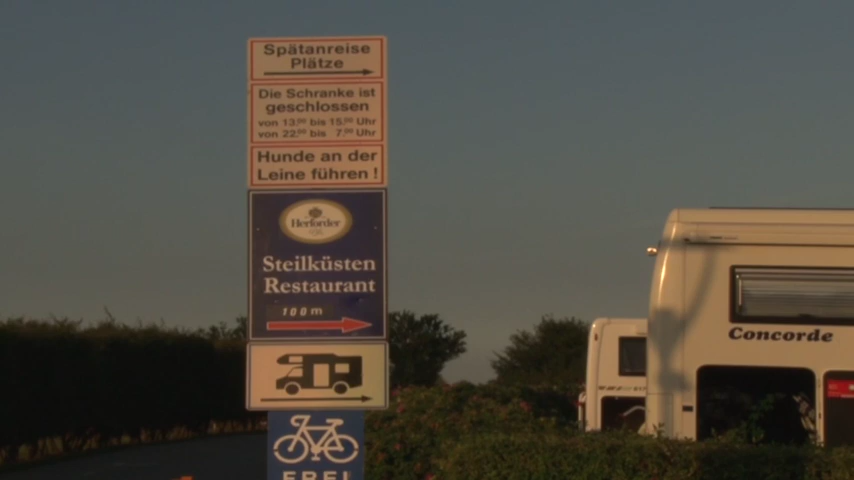 Spätanreise
Plätze
Die Schranke ist
geschlossen
von 13.00 bis 15.00 Uhr
von 22.00 bis 7.00 Uhr
Hunde an der
Leine führen !
Herforder
Steilküsten
Restaurant
100 m
FREI
Concorde